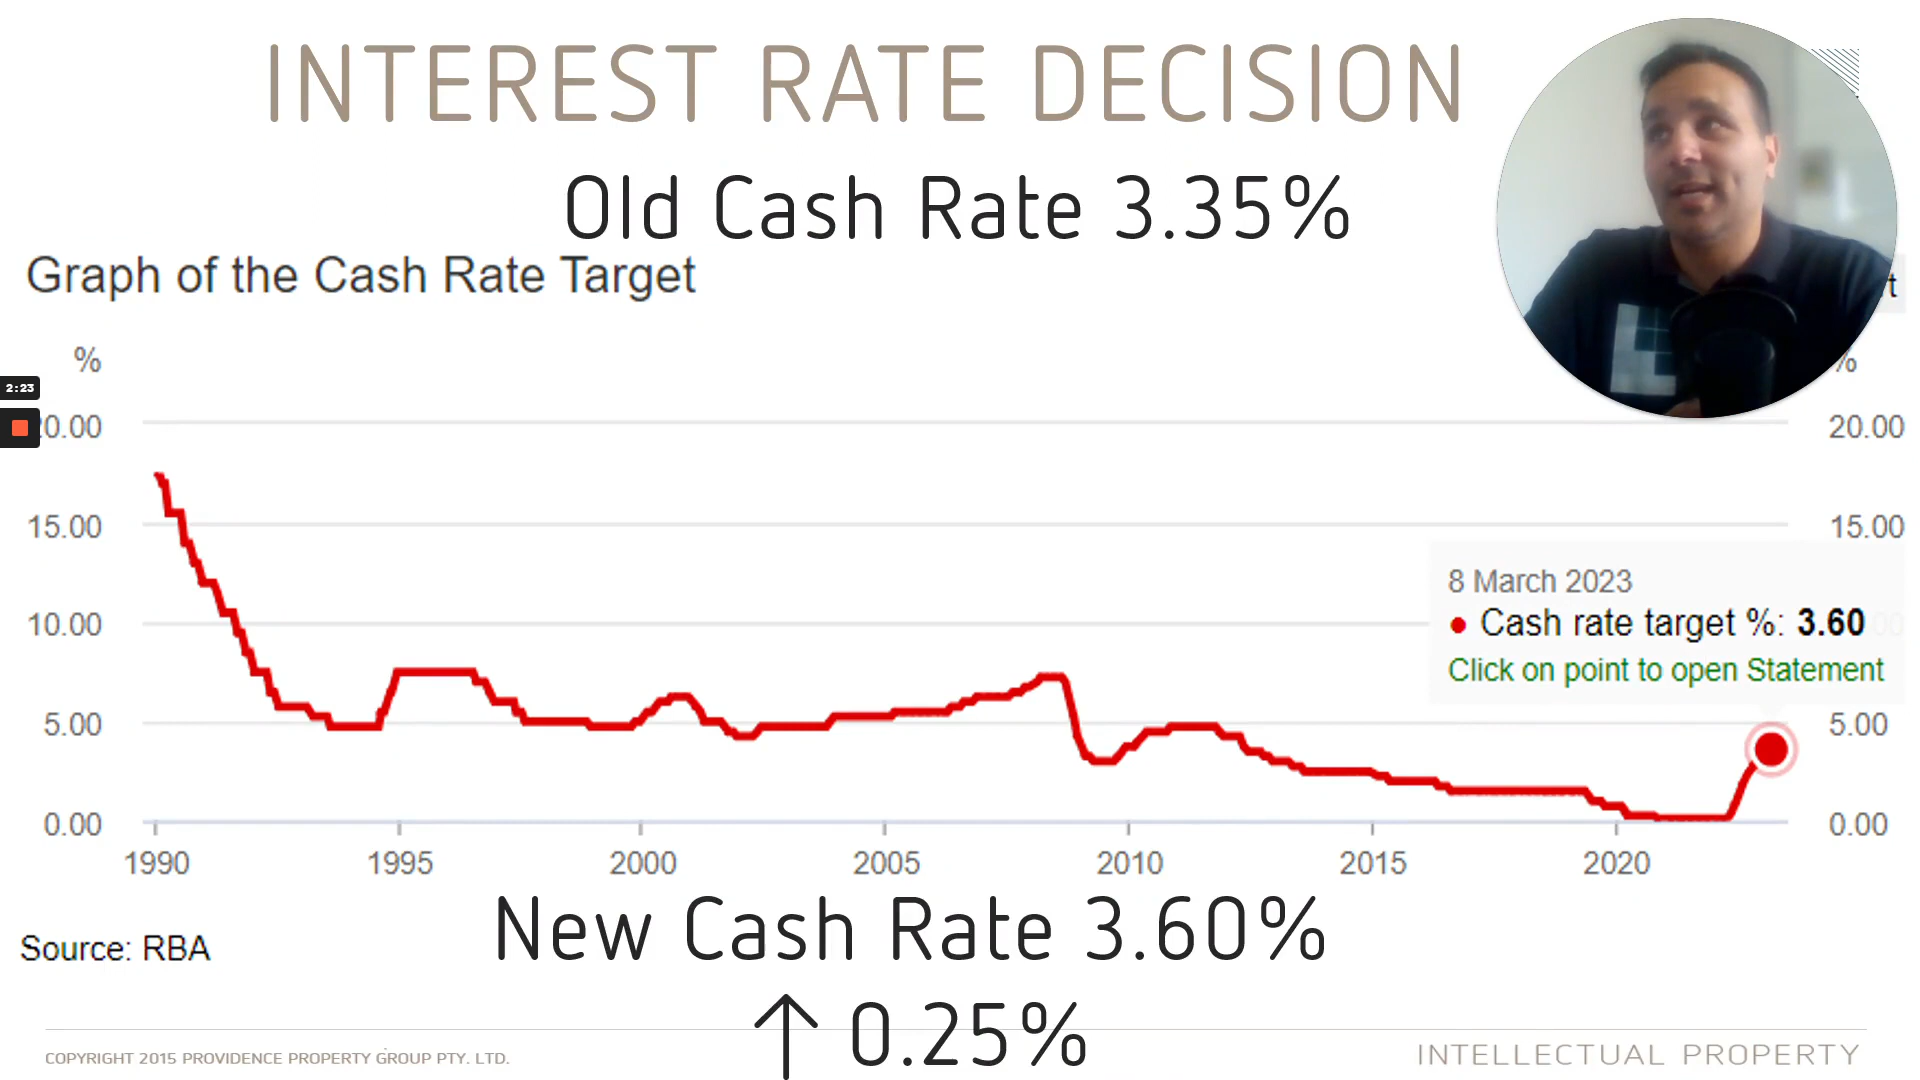 INTEREST RATE DECISION
Old Cash Rate 3.35%
Graph of the Cash Rate Target
%
%
2:23
20.00
20.00
15.00
15.00
8 March 2023
10.00
Cash rate target %: 3.60
Click on point to open Statement
5.00
5.00
0.00
0.00
1990 1995 2000 2005 2010 2015 2020
New Cash Rate 3.60%
Source: RBA
↑ 0.25%
COPYRIGHT 2015 PROVIDENCE PROPERTY GROUP PTY. LTD.
INTELLECTUAL PROPERTY